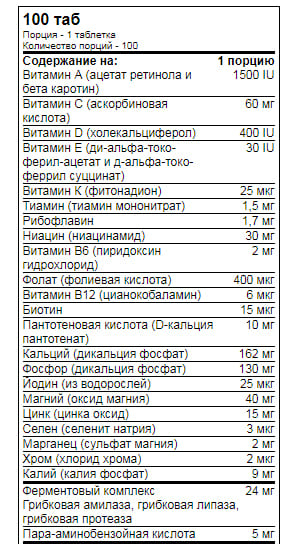 100 таб
Порция - 1 таблетка
Количество порций - 100
Содержание на: 1 порцию
Витамин А (ацетат ретинола и 1500 IU
бета каротин)
Витамин С (аскорбиновая 60 мг
кислота)
Витамин D (холекальциферол) 400 IU
Витамин Е (ди-альфа-токо- 30 IU
ферил-ацетат и д-альфа-токо-
феррил суццинат)
Витамин К (фитонадион) 25 мкг
Тиамин (тиамин мононитрат) 1,5 мг
Рибофлавин 1,7 мг
Ниацин (ниацинамид) 30 мг
Витамин В6 (пиридоксин 2 мг
гидрохлорид)
Фолат (фолиевая кислота) 400 мкг
Витамин В12 (цианокобаламин) 6 мкг
Биотин 15 мкг
Пантотеновая кислота (D-кальция 10 мг
пантотенат)
Кальций (дикальция фосфат) 162 мг
Фосфор (дикальция фосфат) 130 мг
Йодин (из водорослей) 25 мкг
Магний (оксид магния) 40 мг
Цинк (цинка оксид) 15 мг
Селен (селенит натрия) 3 мкг
Марганец (сульфат магния) 2 мг
Хром (хлорид хрома) 2 мкг
Калий (калия фосфат) 9 мг
Ферментовый комплекс 24 мг
Грибковая амилаза, грибковая липаза,
грибковая протеаза
Пара-аминобензойная кислота 5 мг